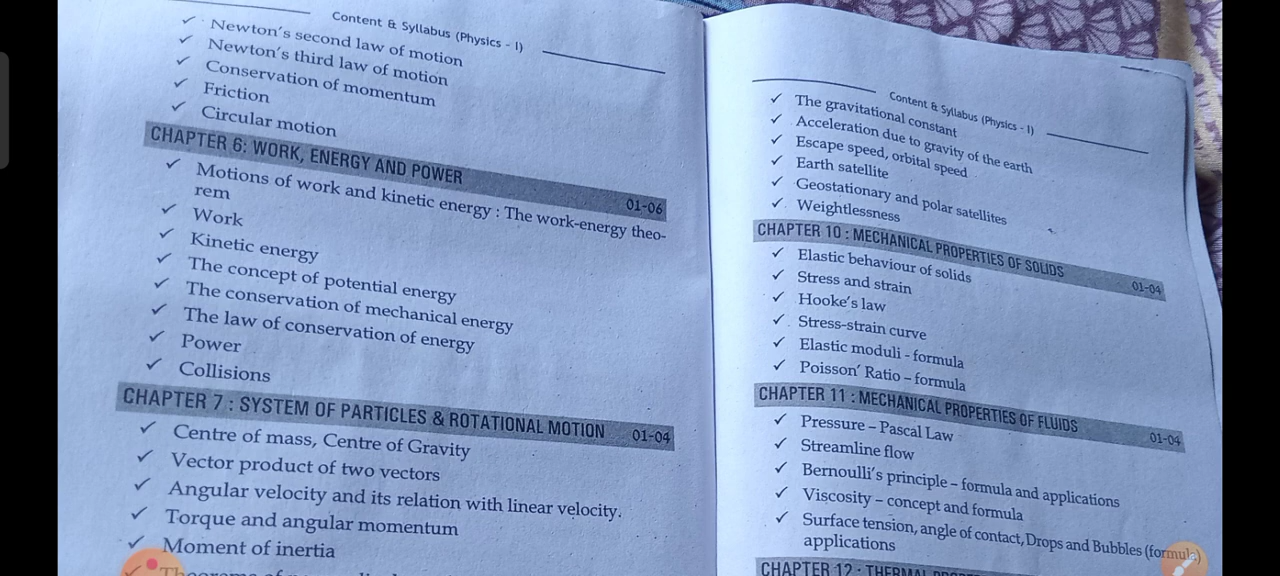 Content & Syllabus (Physics - I)
✓ Newton's second law of motion
✓ Newton's third law of motion
✓ Conservation of momentum
✓ Friction
✓ Circular motion
CHAPTER 6: WORK, ENERGY AND POWER 01-06
✓ Motions of work and kinetic energy : The work-energy theo-
rem
✓ Work
✓ Kinetic energy
✓ The concept of potential energy
✓ The conservation of mechanical energy
✓ The law of conservation of energy
✓ Power
✓ Collisions
CHAPTER 7 : SYSTEM OF PARTICLES & ROTATIONAL MOTION 01-04
✓ Centre of mass, Centre of Gravity
✓ Vector product of two vectors
✓ Angular velocity and its relation with linear velocity.
✓ Torque and angular momentum
✓ Moment of inertia
Content & Syllabus (Physics - I)
✓ The gravitational constant
✓ Acceleration due to gravity of the earth
✓ Escape speed, orbital speed
✓ Earth satellite
✓ Geostationary and polar satellites
✓ Weightlessness
CHAPTER 10 : MECHANICAL PROPERTIES OF SOLIDS 01-04
✓ Elastic behaviour of solids
✓ Stress and strain
✓ Hooke's law
✓ Stress-strain curve
✓ Elastic moduli - formula
✓ Poisson' Ratio – formula
CHAPTER 11 : MECHANICAL PROPERTIES OF FLUIDS 01-04
✓ Pressure – Pascal Law
✓ Streamline flow
✓ Bernoulli's principle – formula and applications
✓ Viscosity – concept and formula
✓ Surface tension, angle of contact, Drops and Bubbles (formula)
applications
CHAPTER 12 : THERMAL